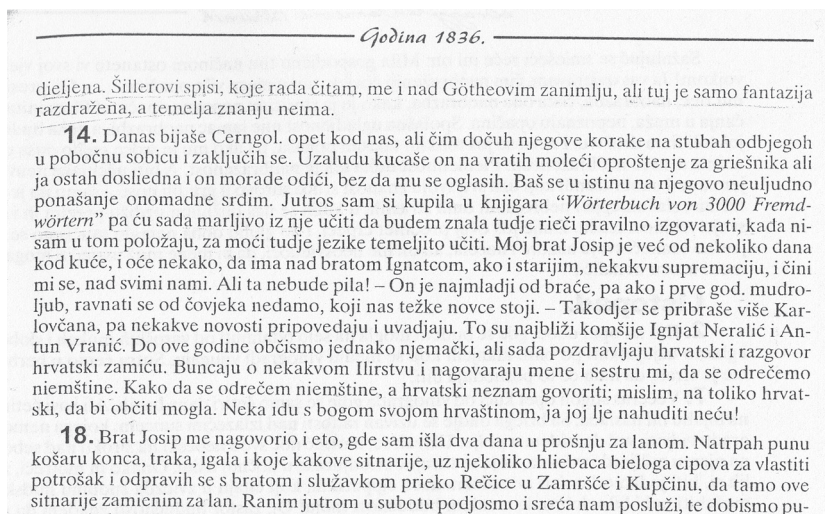 Godina 1836.
djeljena. Šillerovi spisi, koje rada čitam, me i nad Götheovim zanimlju, ali tuj je samo fantazija
razdražena, a temelja znanju neima.
14. Danas bijaše Cerngol. opet kod nas, ali čim dočuh njegove korake na stubah odbjegoh
u pobočnu sobicu i zaključih se. Uzaludu kucaše on na vratih moleći oproštenje za griešnika ali
ja ostah dosliedna i on morade odići, bez da mu se oglasih. Baš se u istinu na njegovo neuljudno
ponašanje onomadne srdim. Jutros sam si kupila u knjigara “Wörterbuch von 3000 Fremd-
wörtern” pa ću sada marljivo iz nje učiti da budem znala tudje rieči pravilno izgovarati, kada ni-
sam u tom položaju, za moći tudje jezike temeljito učiti. Moj brat Josip je već od nekoliko dana
kod kuće, i oće nekako, da ima nad bratom Ignatcom, ako i starijim, nekakvu supremaciju, i čini
mi se, nad svimi nami. Ali ta nebude pila! – On je najmladji od braće, pa ako i prve god. mudro-
ljub, ravnati se od čovjeka nedamo, koji nas težke novce stoji. – Takodjer se pribraše više Kar-
lovčana, pa nekakve novosti pripovedaju i uvadjaju. To su najbliži komšije Ignjat Neralić i An-
tun Vranić. Do ove godine občismo jednako njemački, ali sada pozdravljaju hrvatski i razgovor
hrvatski zamiću. Buncaju o nekakvom Ilirstvu i nagovaraju mene i sestru mi, da se odrečemo
niemštine. Kako da se odrečem niemštine, a hrvatski neznam govoriti; mislim, na toliko hrvat-
ski, da bi občiti mogla. Neka idu s bogom svojom hrvaštinom, ja joj lje nahuditi neću!
18. Brat Josip me nagovorio i eto, gde sam išla dva dana u prošnju za lanom. Natrpah punu
košaru konca, traka, igala i koje kakove sitnarije, uz njekoliko hliebaca bieloga cipova za vlastiti
potrošak i odpravih se s bratom i služavkom prieko Rečice u Zamršće i Kupčinu, da tamo ove
sitnarije zamienim za lan. Ranim jutrom u subotu podjosmo i sreća nam posluži, te dobismo pu-